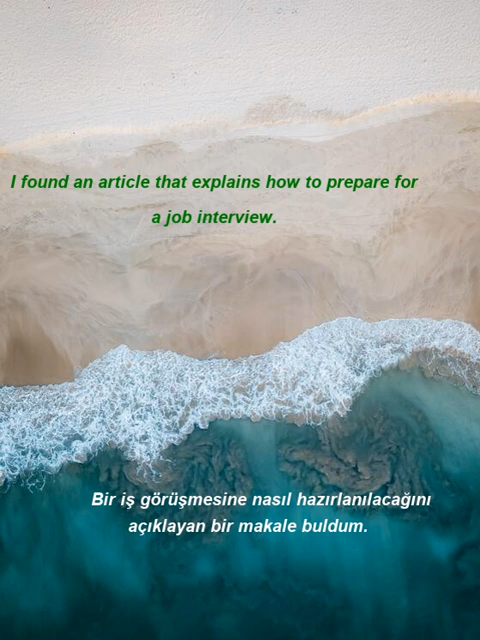 I found an article that explains how to prepare for
a job interview.
Bir iş görüşmesine nasıl hazırlanılacağını
açıklayan bir makale buldum.